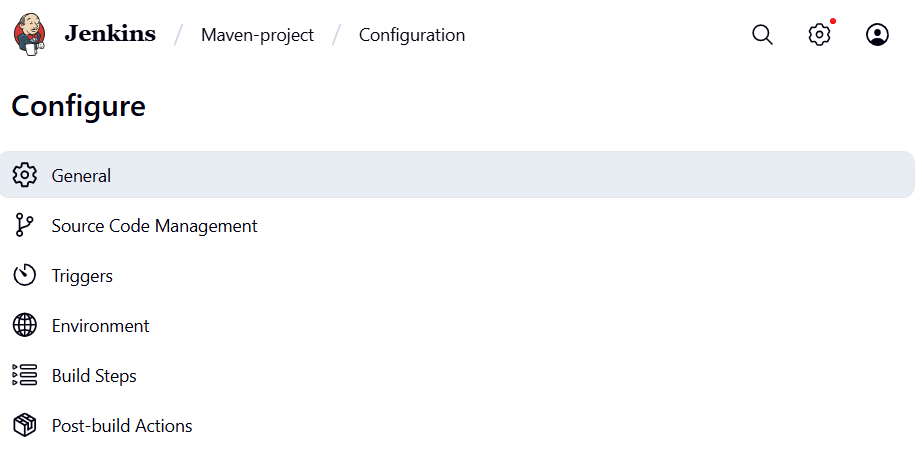 Jenkins / Maven-project / Configuration
Configure
General
Source Code Management
Triggers
Environment
Build Steps
Post-build Actions